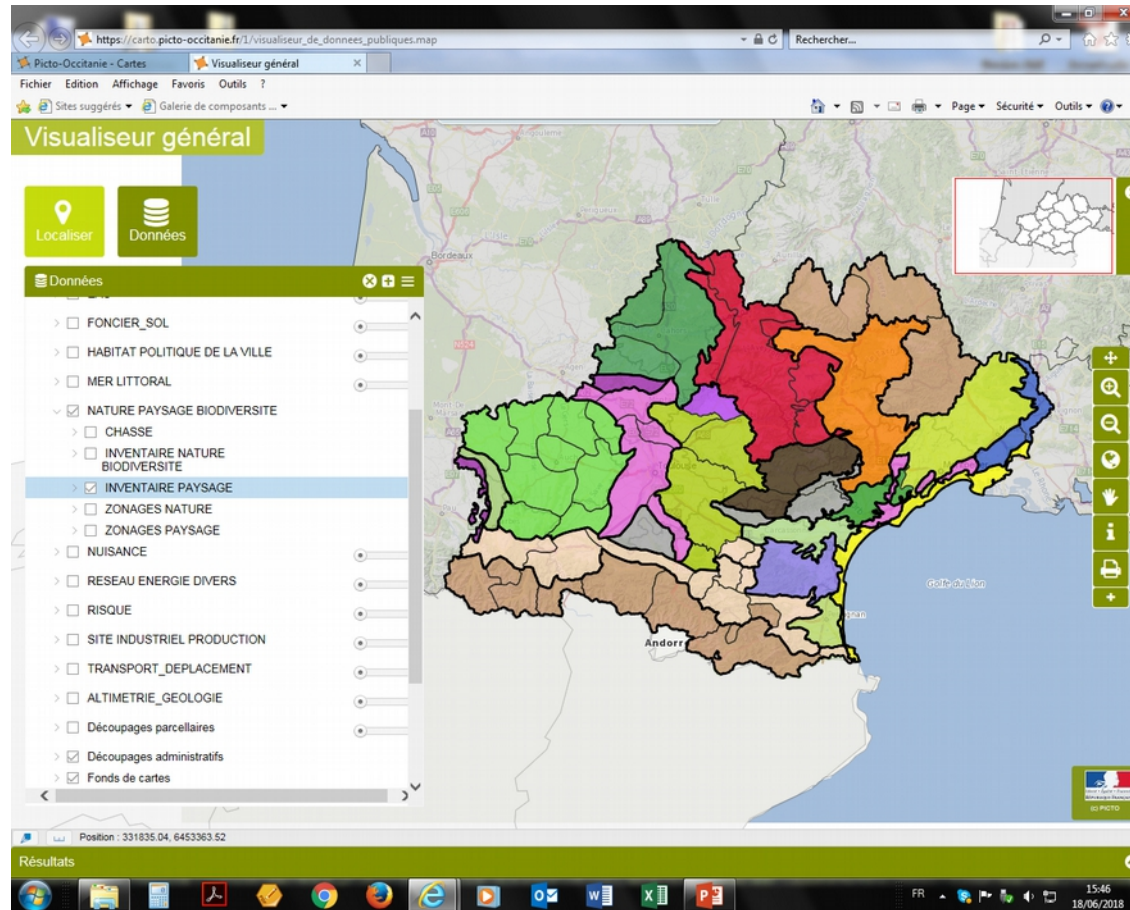 https://carto.picto-occitanie.fr/1/visualiseur_de_donnees_publiques.map
Rechercher...
Picto-Occitanie - Cartes
Visualiseur général
Fichier Edition Affichage Favoris Outils ?
Sites suggérés
Galerie de composants ...
Page Sécurité Outils
Visualiseur général
Localiser
Données
Données
FONCIER_SOL
HABITAT POLITIQUE DE LA VILLE
MER LITTORAL
NATURE PAYSAGE BIODIVERSITE
CHASSE
INVENTAIRE NATURE
BIODIVERSITE
INVENTAIRE PAYSAGE
ZONAGES NATURE
ZONAGES PAYSAGE
NUISANCE
RESEAU ENERGIE DIVERS
RISQUE
SITE INDUSTRIEL PRODUCTION
TRANSPORT_DEPLACEMENT
ALTIMETRIE_GEOLOGIE
Découpages parcellaires
Découpages administratifs
Fonds de cartes
Bordeaux
Toulouse
Andorr
Golfe du Lion
PICTO
Position : 331835.04, 6453363.52
Résultats
FR
15:46
18/06/2018